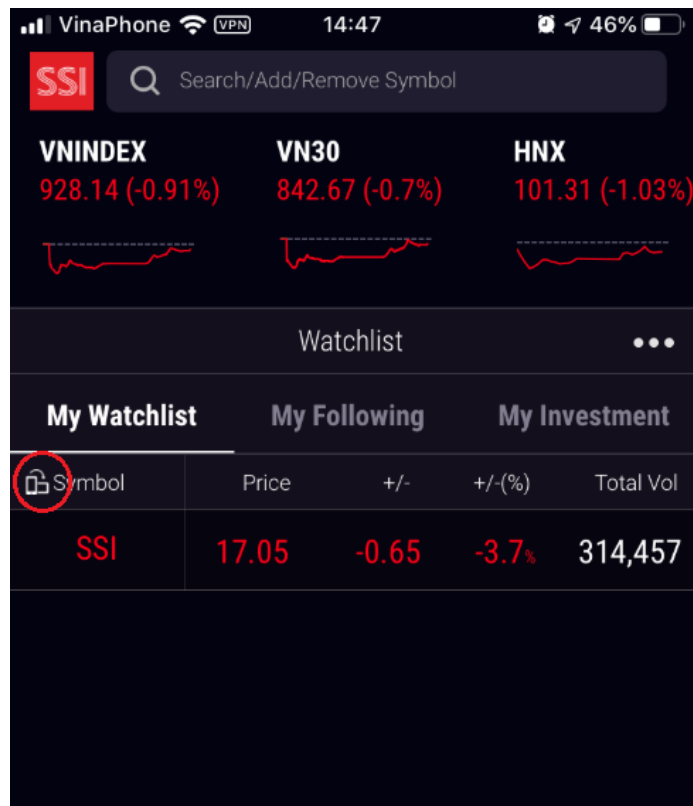 VinaPhone VPN 14:47 46%
SSI Search/Add/Remove Symbol
VNINDEX VN30 HNX
928.14 (-0.91%) 842.67 (-0.7%) 101.31 (-1.03%)
Watchlist
My Watchlist My Following My Investment
Symbol Price +/- +/-(%) Total Vol
SSI 17.05 -0.65 -3.7% 314,457